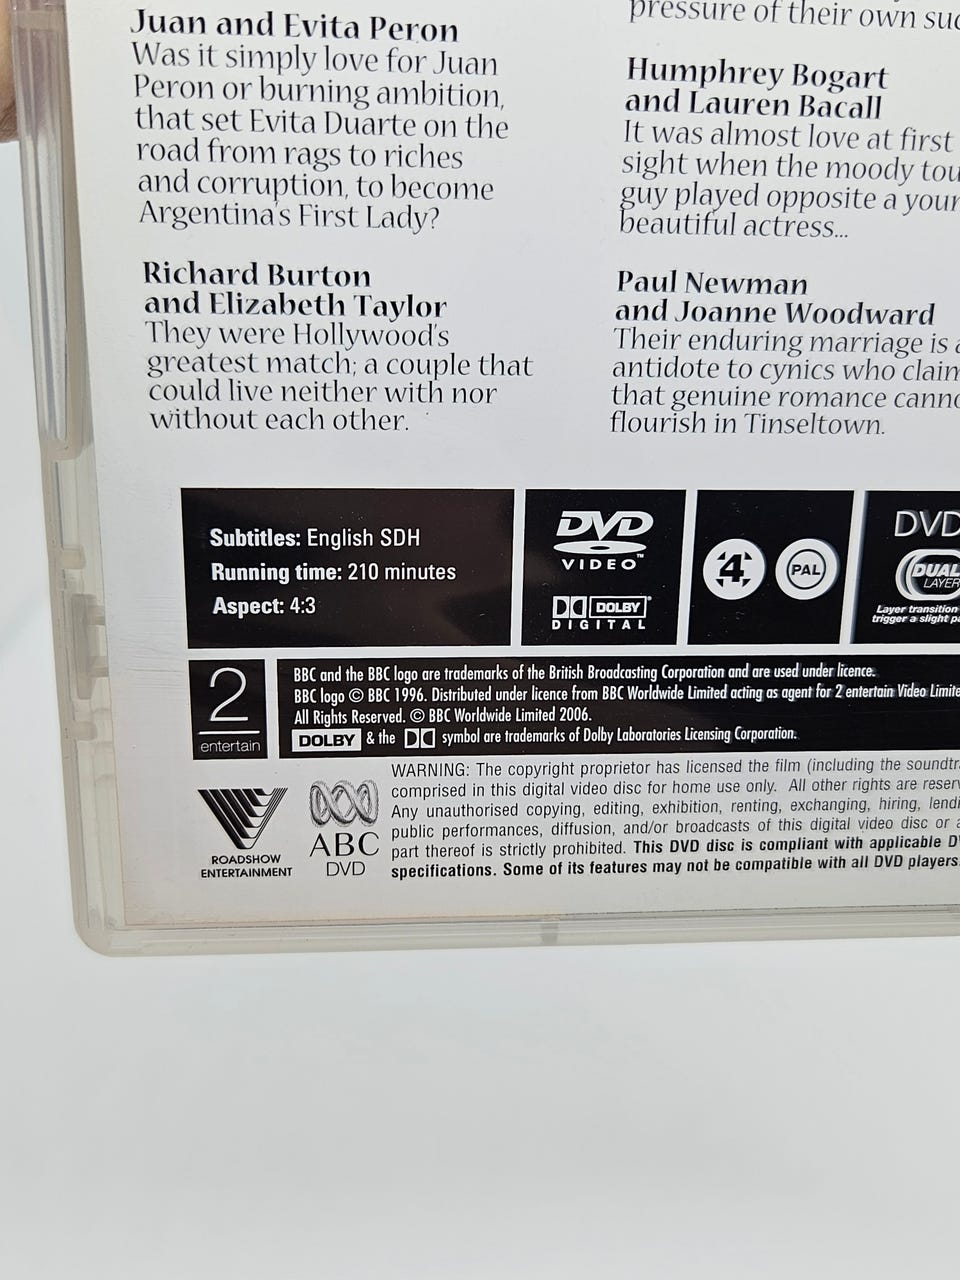 Juan and Evita Peron
Was it simply love for Juan
Peron or burning ambition,
that set Evita Duarte on the
road from rags to riches
and corruption, to become
Argentina's First Lady?
Richard Burton
and Elizabeth Taylor
They were Hollywood's
greatest match; a couple that
could live neither with nor
without each other.
pressure of their own
Humphrey Bogart
and Lauren Bacall
It was almost love at first
sight when the moody
guy played opposite a
beautiful actress...
Paul Newman
and Joanne Woodward
Their enduring marriage is
antidote to cynics who
that genuine romance
flourish in Tinseltown.
Subtitles: English SDH
Running time: 210 minutes
Aspect: 4:3
DVD
VIDEO™
DOLBY
DIGITAL
4
PAL
DVD
DUAL
LAYER
Layer transition
trigger a slight
2
entertain
BBC and the BBC logo are trademarks of the British Broadcasting Corporation and are used under licence.
BBC logo © BBC 1996. Distributed under licence from BBC Worldwide Limited acting as agent for 2 entertain Video
All Rights Reserved. © BBC Worldwide Limited 2006.
DOLBY & the symbol are trademarks of Dolby Laboratories Licensing Corporation.
ROADSHOW
ENTERTAINMENT
ABC
DVD
WARNING: The copyright proprietor has licensed the film (including the
comprised in this digital video disc for home use only. All other rights are
Any unauthorised copying, editing, exhibition, renting, exchanging, hiring,
public performances, diffusion, and/or broadcasts of this digital video disc or
part thereof is strictly prohibited. This DVD disc is compliant with applicable
specifications. Some of its features may not be compatible with all DVD players.